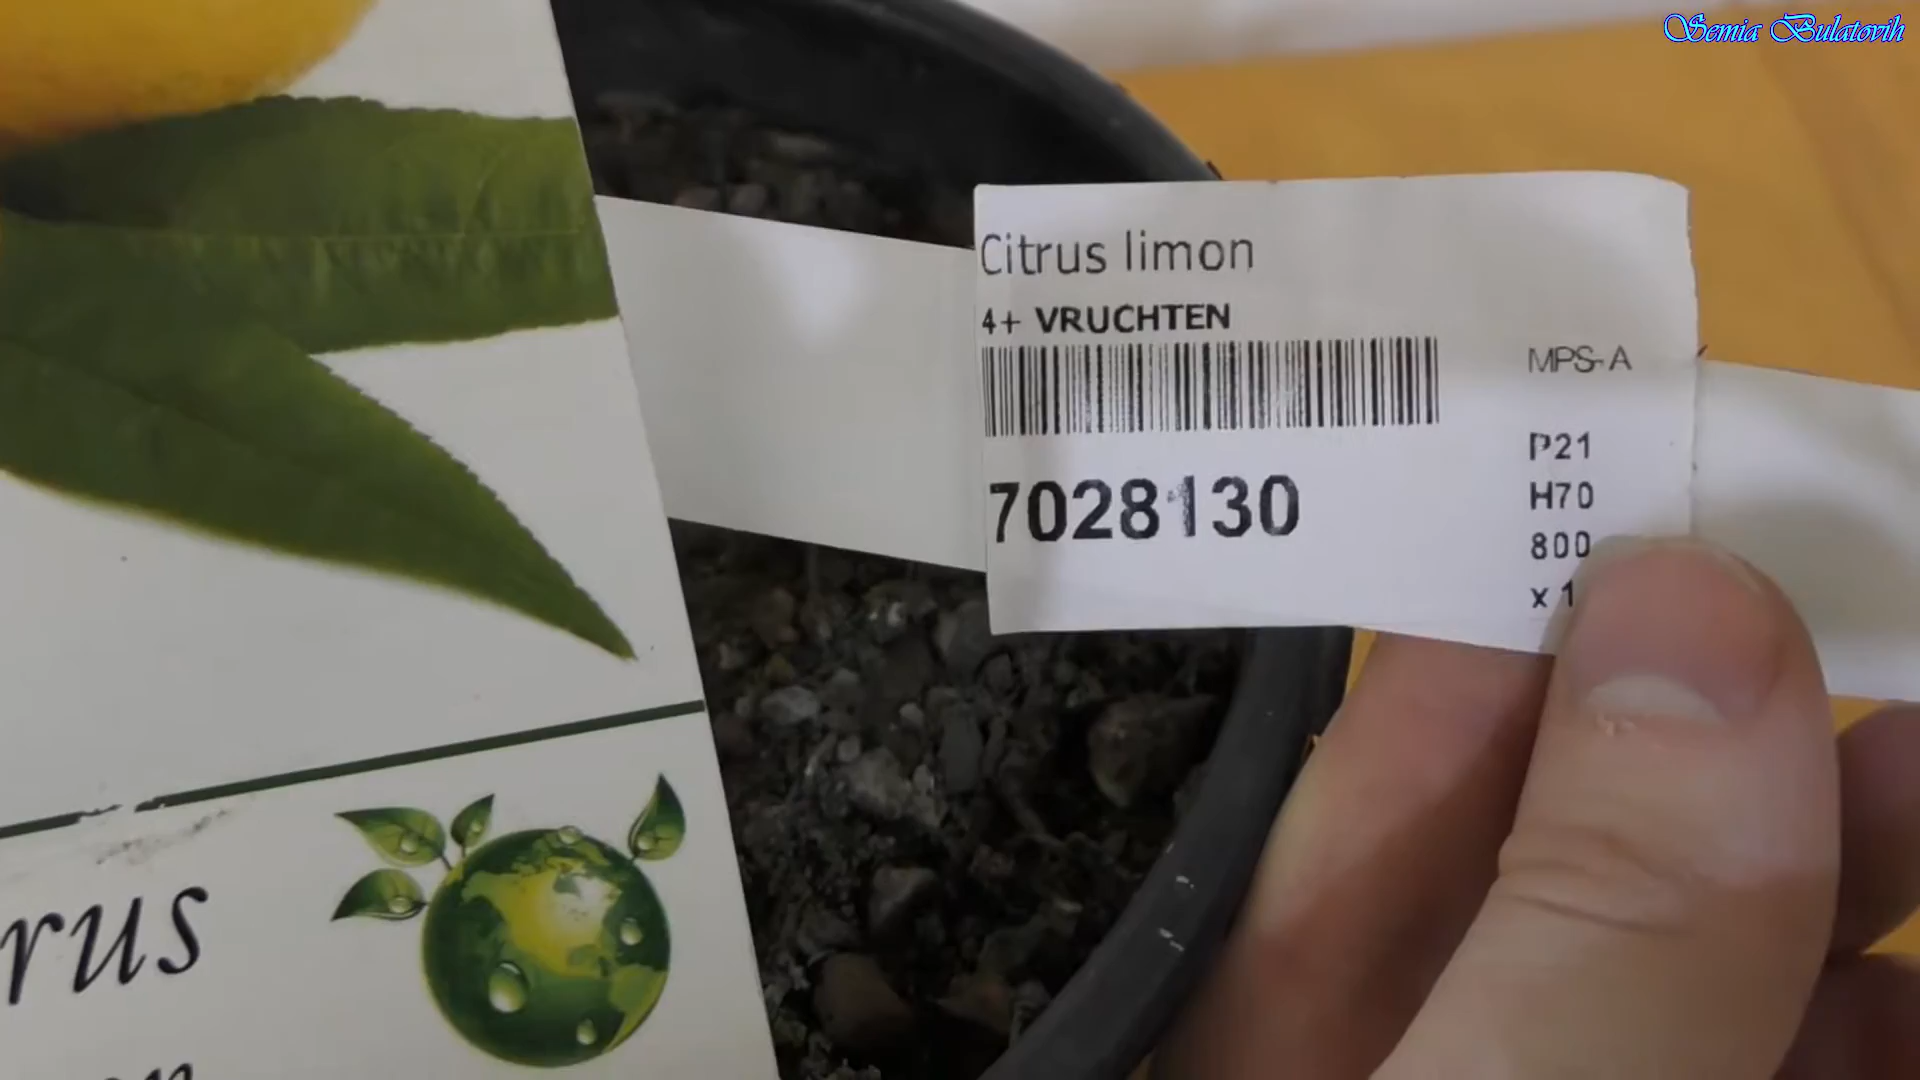 Semia Bulatovih
Citrus limon
4+ VRUCHTEN
MPS-A
7028130
P21
H70
800
x 1
rus